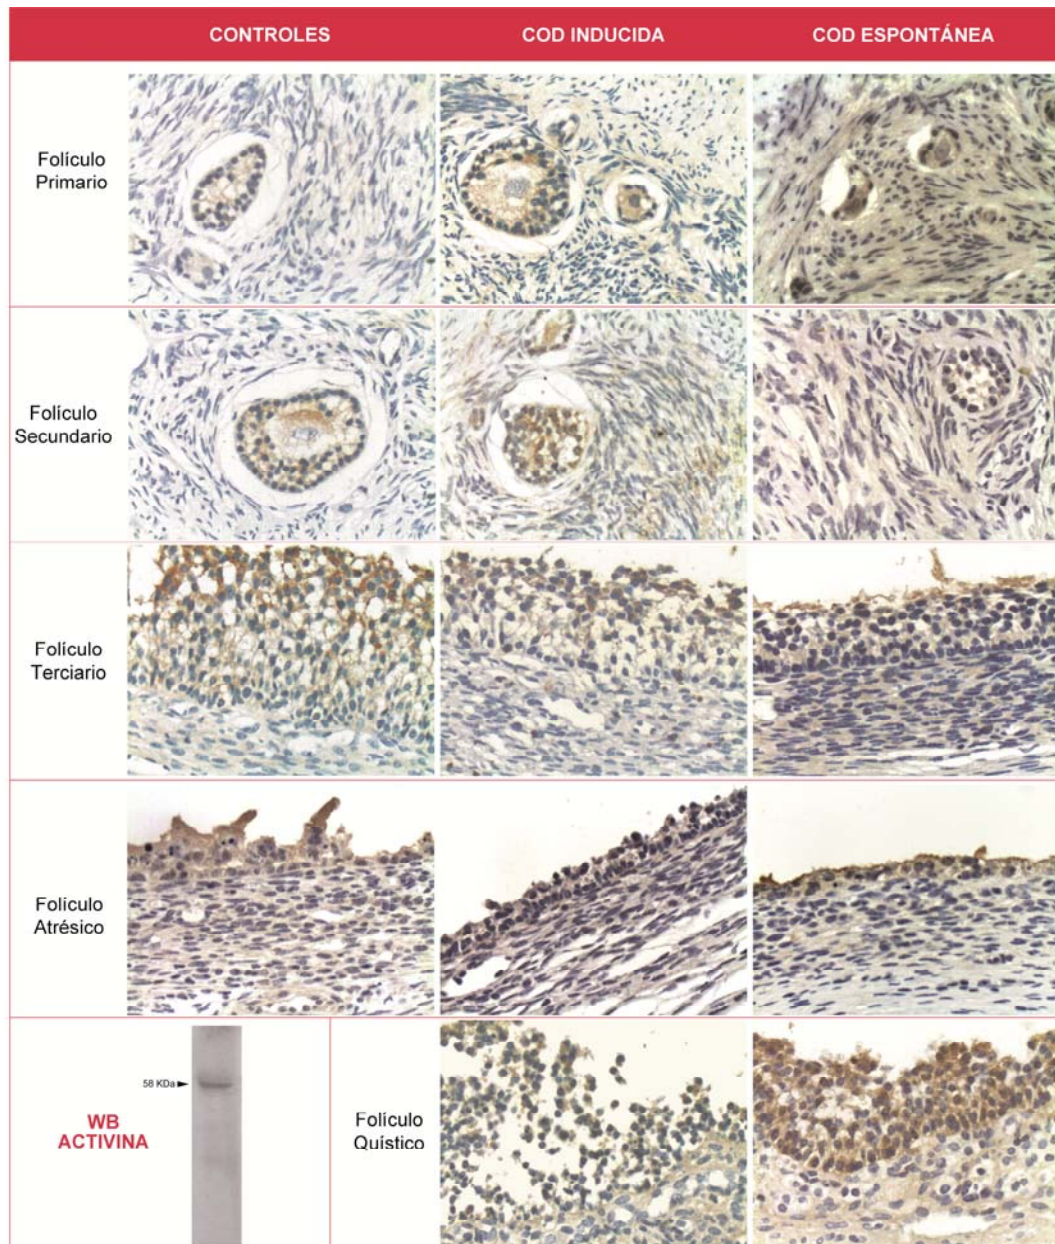 CONTROLES
COD INDUCIDA
COD ESPONTÁNEA
Folículo
Primario
Folículo
Secundario
Folículo
Terciario
Folículo
Atrésico
WB
ACTIVINA
58 KDa
Folículo
Quístico